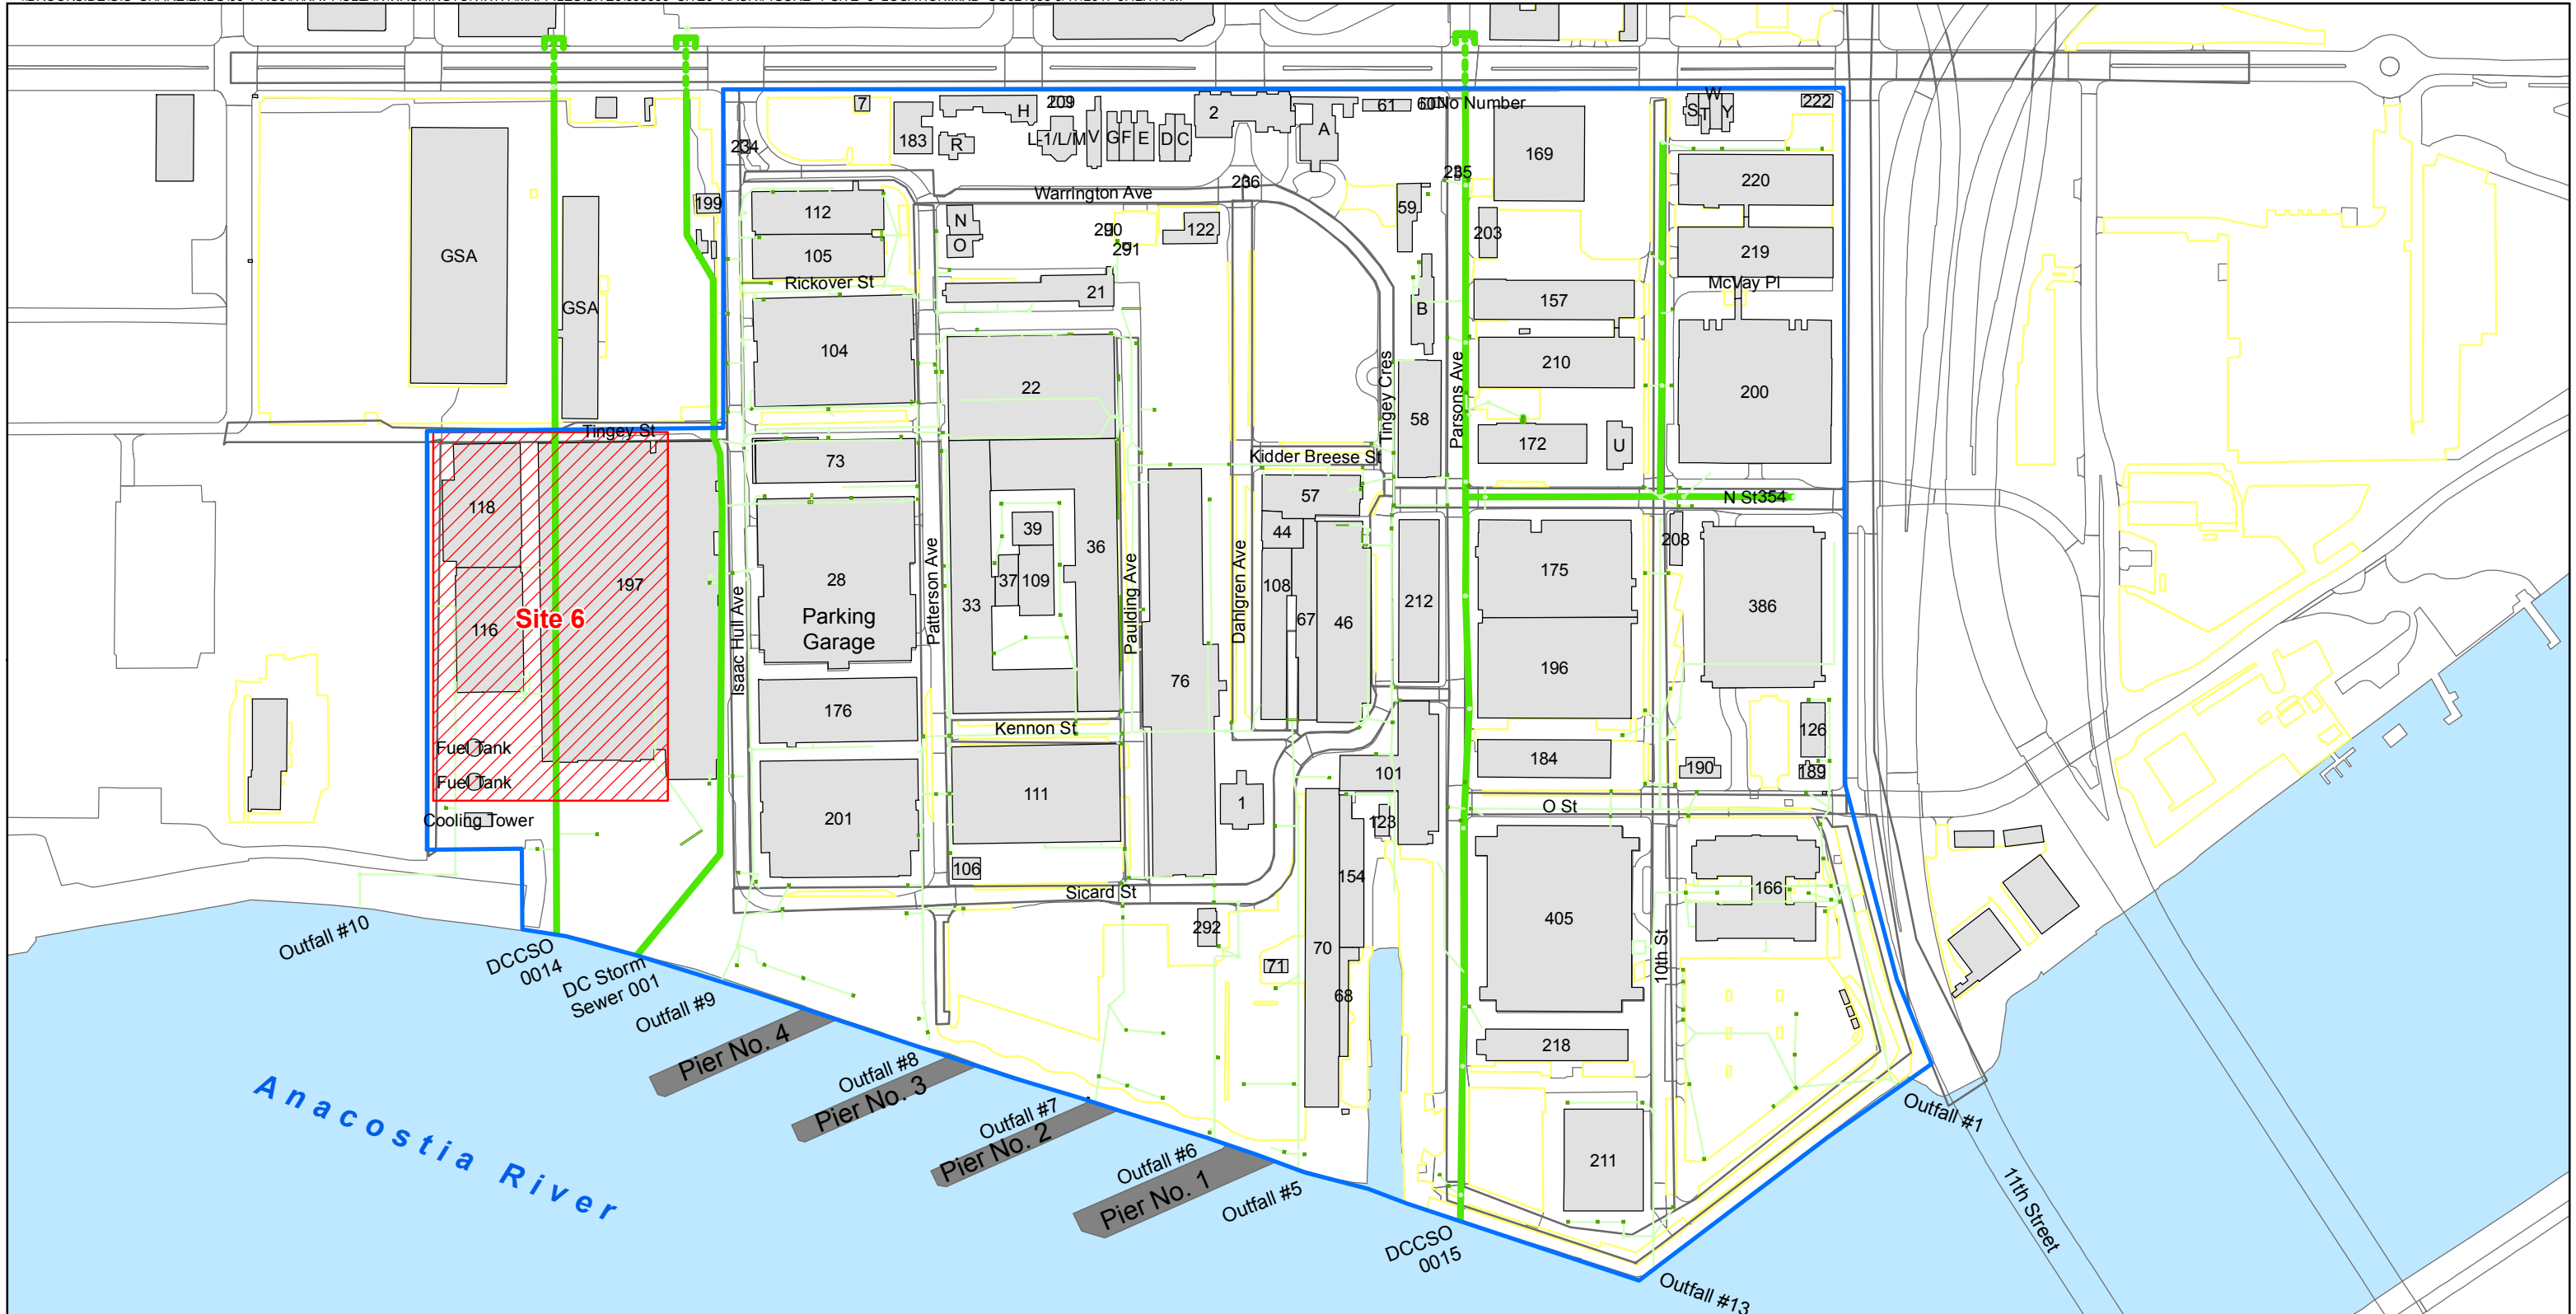 7
H
209
61
60
No Number
W
S
T
Y
222
183
R
L-1/L/M
V
G
F
E
D
C
2
A
169
234
235
220
Warrington Ave
236
199
112
N
O
290
291
122
59
203
219
105
Rickover St
21
McVay Pl
GSA
GSA
B
157
104
22
210
200
58
Tingey Cres
Parsons Ave
Tingey St
73
Kidder Breese St
172
U
118
57
N St
354
39
44
36
208
28
37
109
108
175
197
33
Patterson Ave
Paulding Ave
Dahlgren Ave
Isaac Hull Ave
212
386
Parking
Garage
Site 6
116
67
46
196
76
176
Kennon St
126
Fuel Tank
184
190
189
101
Fuel Tank
111
1
O St
201
Cooling Tower
123
106
154
166
Sicard St
405
292
70
10th St
71
68
Outfall #10
DCCSO
0014
DC Storm
Sewer 001
Outfall #9
Pier No. 4
Outfall #8
Pier No. 3
218
Outfall #7
Pier No. 2
Outfall #1
Anacostia River
Outfall #6
Pier No. 1
Outfall #5
211
11th Street
DCCSO
0015
Outfall #13